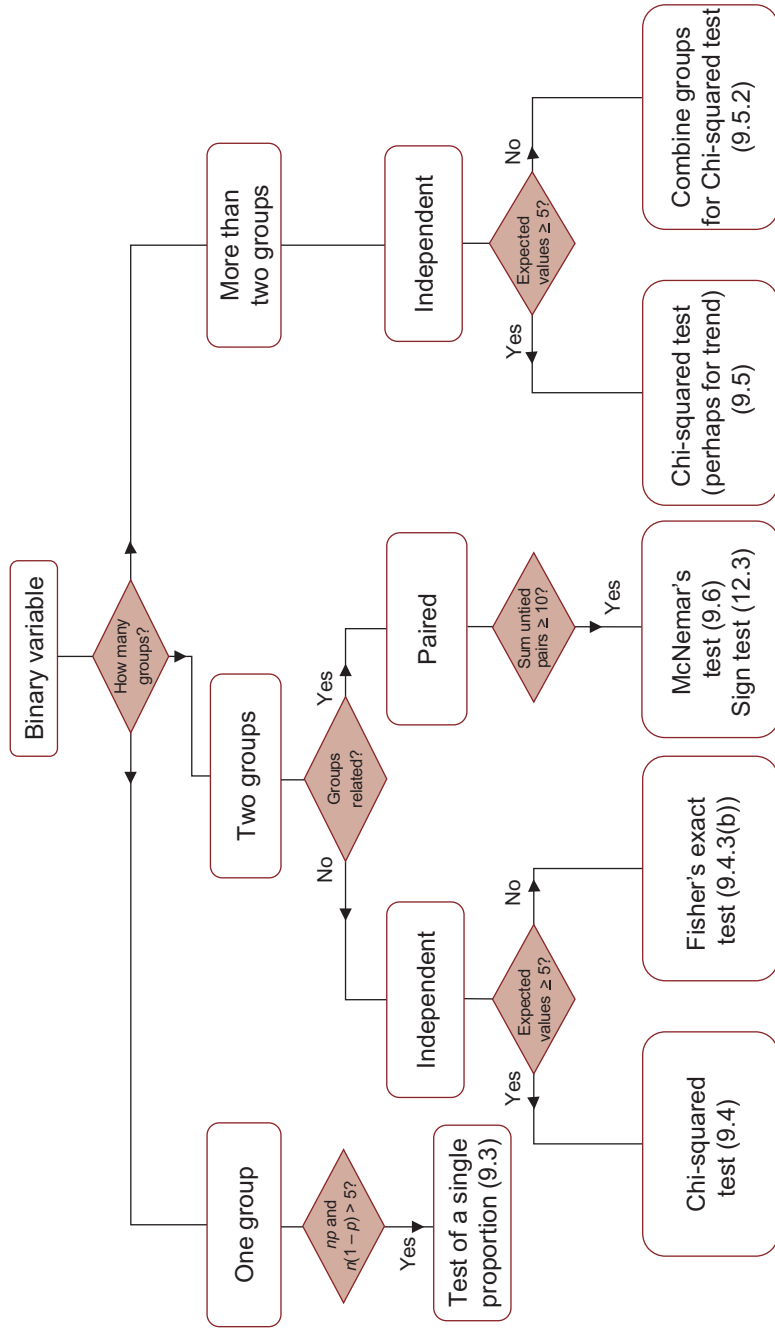 Binary variable
How many
groups?
One group
np and
n(1 – p) > 5?
Yes
Test of a single
proportion (9.3)
Two groups
Groups
related?
No
Yes
Independent
Expected
values ≥ 5?
Yes
No
Chi-squared
test (9.4)
Fisher's exact
test (9.4.3(b))
Paired
Sum untied
pairs ≥ 10?
Yes
McNemar's
test (9.6)
Sign test (12.3)
More than
two groups
Independent
Expected
values ≥ 5?
Yes
No
Chi-squared test
(perhaps for trend)
(9.5)
Combine groups
for Chi-squared test
(9.5.2)